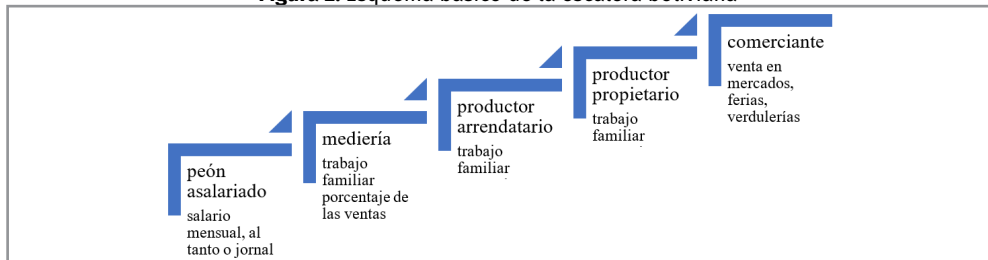 peón
asalariado
salario
mensual, al
tanto o jornal
mediería
trabajo
familiar
porcentaje de
las ventas
productor
arrendatario
trabajo
familiar
productor
propietario
trabajo
familiar
comerciante
venta en
mercados,
ferias,
verdulerías